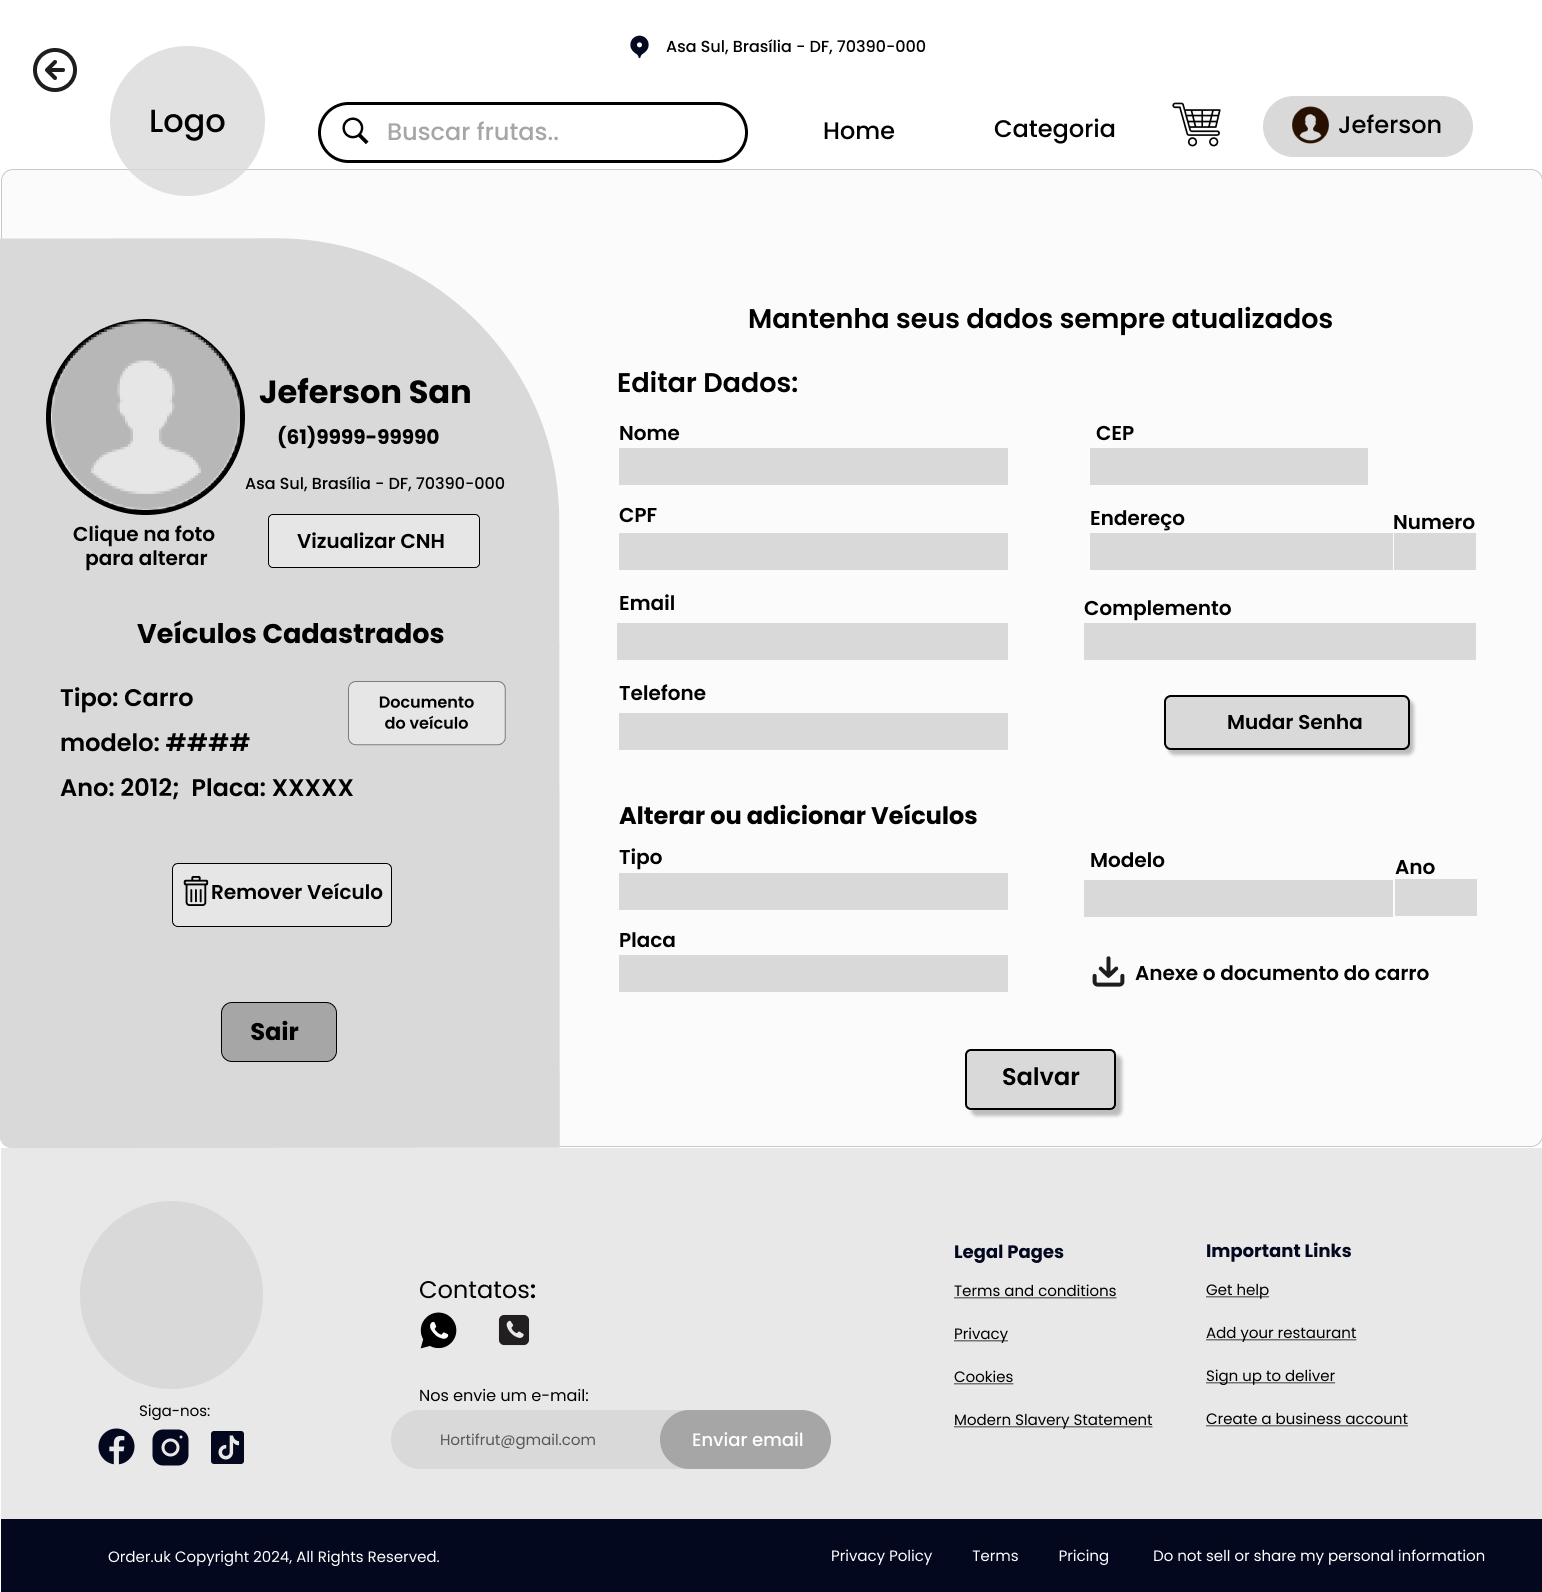 Asa Sul, Brasília - DF, 70390-000
Logo
Buscar frutas..
Home
Categoria
Jeferson
Mantenha seus dados sempre atualizados
Jeferson San
(61)9999-99990
Asa Sul, Brasília - DF, 70390-000
Clique na foto
para alterar
Vizualizar CNH
Veículos Cadastrados
Tipo: Carro
modelo: ####
Ano: 2012;  Placa: XXXXX
Documento
do veículo
Remover Veículo
Sair
Editar Dados:
Nome
CEP
CPF
Endereço
Numero
Email
Complemento
Telefone
Mudar Senha
Alterar ou adicionar Veículos
Tipo
Modelo
Ano
Placa
Anexe o documento do carro
Salvar
Siga-nos:
Contatos:
Nos envie um e-mail:
Hortifrut@gmail.com
Enviar email
Legal Pages
Terms and conditions
Privacy
Cookies
Modern Slavery Statement
Important Links
Get help
Add your restaurant
Sign up to deliver
Create a business account
Order.uk Copyright 2024, All Rights Reserved.
Privacy Policy
Terms
Pricing
Do not sell or share my personal information